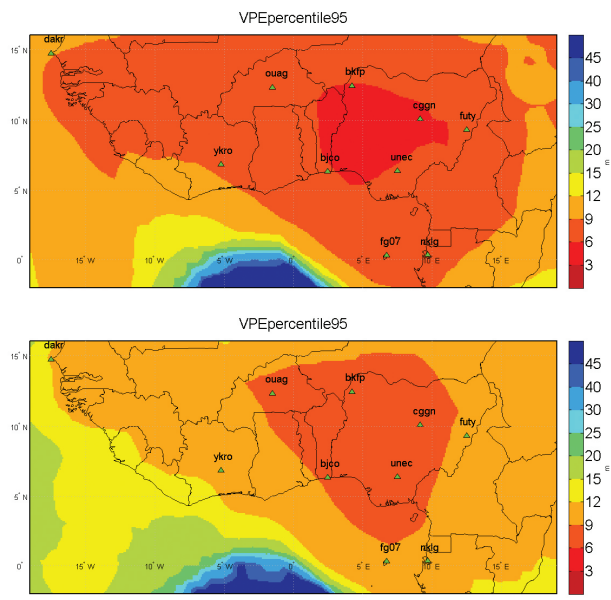 VPEpercentile95
15° N
10° N
5° N
0°
15° W
10° W
5° W
0°
5° E
10° E
15° E
dakr
ouag
bkfp
cggn
futy
ykro
bjco
unec
fg07
nklg
45
40
30
25
20
15
12
9
6
3
m
VPEpercentile95
15° N
10° N
5° N
0°
15° W
10° W
5° W
0°
5° E
10° E
15° E
dakr
ouag
bkfp
cggn
futy
ykro
bjco
unec
fg07
nklg
45
40
30
25
20
15
12
9
6
3
m